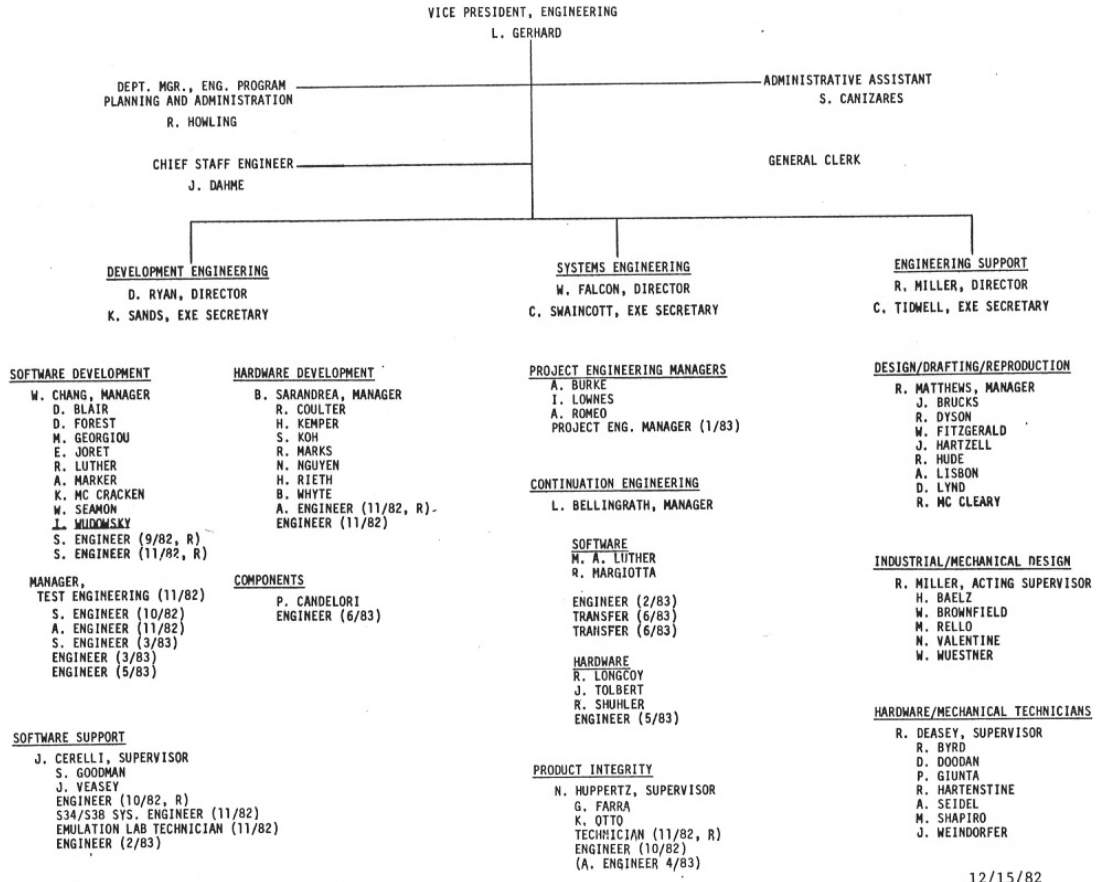 VICE PRESIDENT, ENGINEERING
L. GERHARD
DEPT. MGR., ENG. PROGRAM
PLANNING AND ADMINISTRATION
R. HOWLING
ADMINISTRATIVE ASSISTANT
S. CANIZARES
CHIEF STAFF ENGINEER
J. DAHME
GENERAL CLERK
DEVELOPMENT ENGINEERING
D. RYAN, DIRECTOR
K. SANDS, EXE SECRETARY
SOFTWARE DEVELOPMENT
W. CHANG, MANAGER
D. BLAIR
D. FOREST
M. GEORGIOU
E. JORET
R. LUTHER
A. MARKER
K. MC CRACKEN
W. SEAMON
I. WUDOWSKY
S. ENGINEER (9/82, R)
S. ENGINEER (11/82, R)
MANAGER,
TEST ENGINEERING (11/82)
S. ENGINEER (10/82)
A. ENGINEER (11/82)
S. ENGINEER (3/83)
ENGINEER (3/83)
ENGINEER (5/83)
SOFTWARE SUPPORT
J. CERELLI, SUPERVISOR
S. GOODMAN
J. VEASEY
ENGINEER (10/82, R)
S34/S38 SYS. ENGINEER (11/82)
EMULATION LAB TECHNICIAN (11/82)
ENGINEER (2/83)
HARDWARE DEVELOPMENT
B. SARANDREA, MANAGER
R. COULTER
H. KEMPER
S. KOH
R. MARKS
N. NGUYEN
H. RIETH
B. WHYTE
A. ENGINEER (11/82, R)
ENGINEER (11/82)
COMPONENTS
P. CANDELORI
ENGINEER (6/83)
SYSTEMS ENGINEERING
W. FALCON, DIRECTOR
C. SWAINCOTT, EXE SECRETARY
PROJECT ENGINEERING MANAGERS
A. BURKE
I. LOWNES
A. ROMEO
PROJECT ENG. MANAGER (1/83)
CONTINUATION ENGINEERING
L. BELLINGRATH, MANAGER
SOFTWARE
M. A. LUTHER
R. MARGIOTTA
ENGINEER (2/83)
TRANSFER (6/83)
TRANSFER (6/83)
HARDWARE
R. LONGCOY
J. TOLBERT
R. SHUHLER
ENGINEER (5/83)
PRODUCT INTEGRITY
N. HUPPERTZ, SUPERVISOR
G. FARRA
K. OTTO
TECHNICIAN (11/82, R)
ENGINEER (10/82)
(A. ENGINEER 4/83)
ENGINEERING SUPPORT
R. MILLER, DIRECTOR
C. TIDWELL, EXE SECRETARY
DESIGN/DRAFTING/REPRODUCTION
R. MATTHEWS, MANAGER
J. BRUCKS
R. DYSON
W. FITZGERALD
J. HARTZELL
R. HUDE
A. LISBON
D. LYND
R. MC CLEARY
INDUSTRIAL/MECHANICAL DESIGN
R. MILLER, ACTING SUPERVISOR
H. BAELZ
W. BROWNFIELD
M. RELLO
N. VALENTINE
W. WUESTNER
HARDWARE/MECHANICAL TECHNICIANS
R. DEASEY, SUPERVISOR
R. BYRD
D. DOODAN
P. GIUNTA
R. HARTENSTINE
A. SEIDEL
M. SHAPIRO
J. WEINDORFER
12/15/82